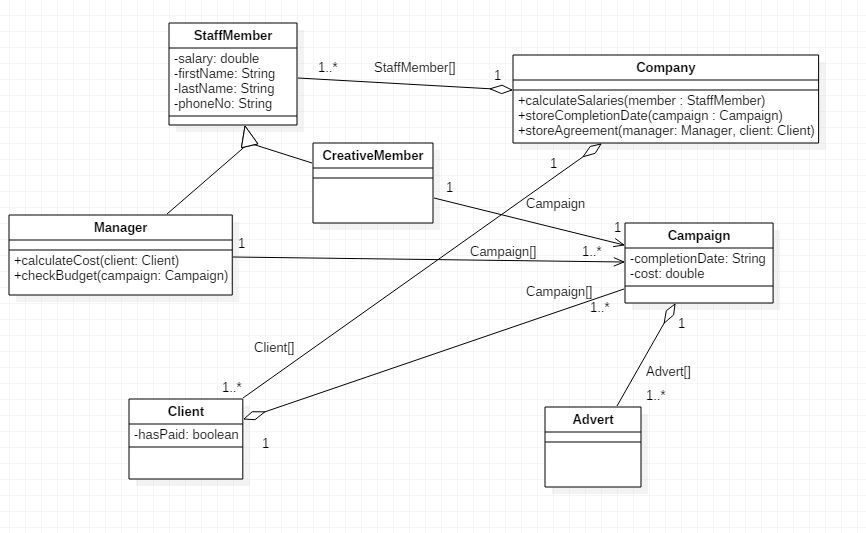 StaffMember
-salary: double
-firstName: String
-lastName: String
-phoneNo: String
1..*
StaffMember[]
1
Company
+calculateSalaries(member : StaffMember)
+storeCompletionDate(campaign : Campaign)
+storeAgreement(manager: Manager, client: Client)
1
CreativeMember
1
Campaign
1
Manager
+calculateCost(client: Client)
+checkBudget(campaign: Campaign)
1
Campaign[]
1..*
Campaign
-completionDate: String
-cost: double
Campaign[]
1..*
1
Client[]
1..*
Advert[]
1..*
Client
-hasPaid: boolean
1
Advert